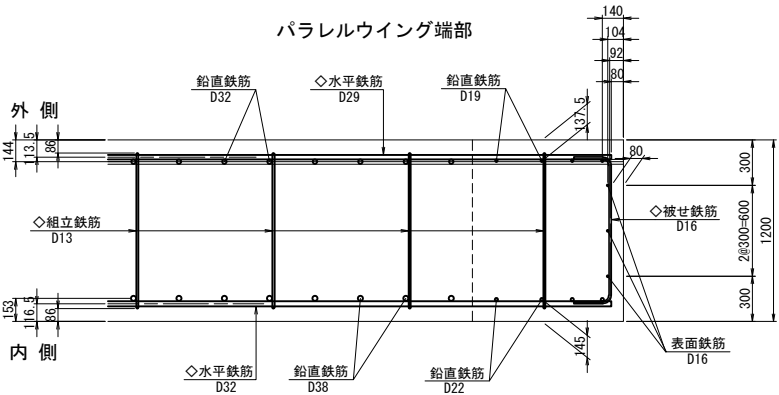 パラレルウイング端部
140
104
92
80
鉛直鉄筋
D32
◇水平鉄筋
D29
鉛直鉄筋
D19
137.5
外 側
144
113.5
86
80
300
◇組立鉄筋
D13
◇被せ鉄筋
D16
2@300=600
1200
153
116.5
86
300
内 側
◇水平鉄筋
D32
鉛直鉄筋
D38
鉛直鉄筋
D22
145
表面鉄筋
D16